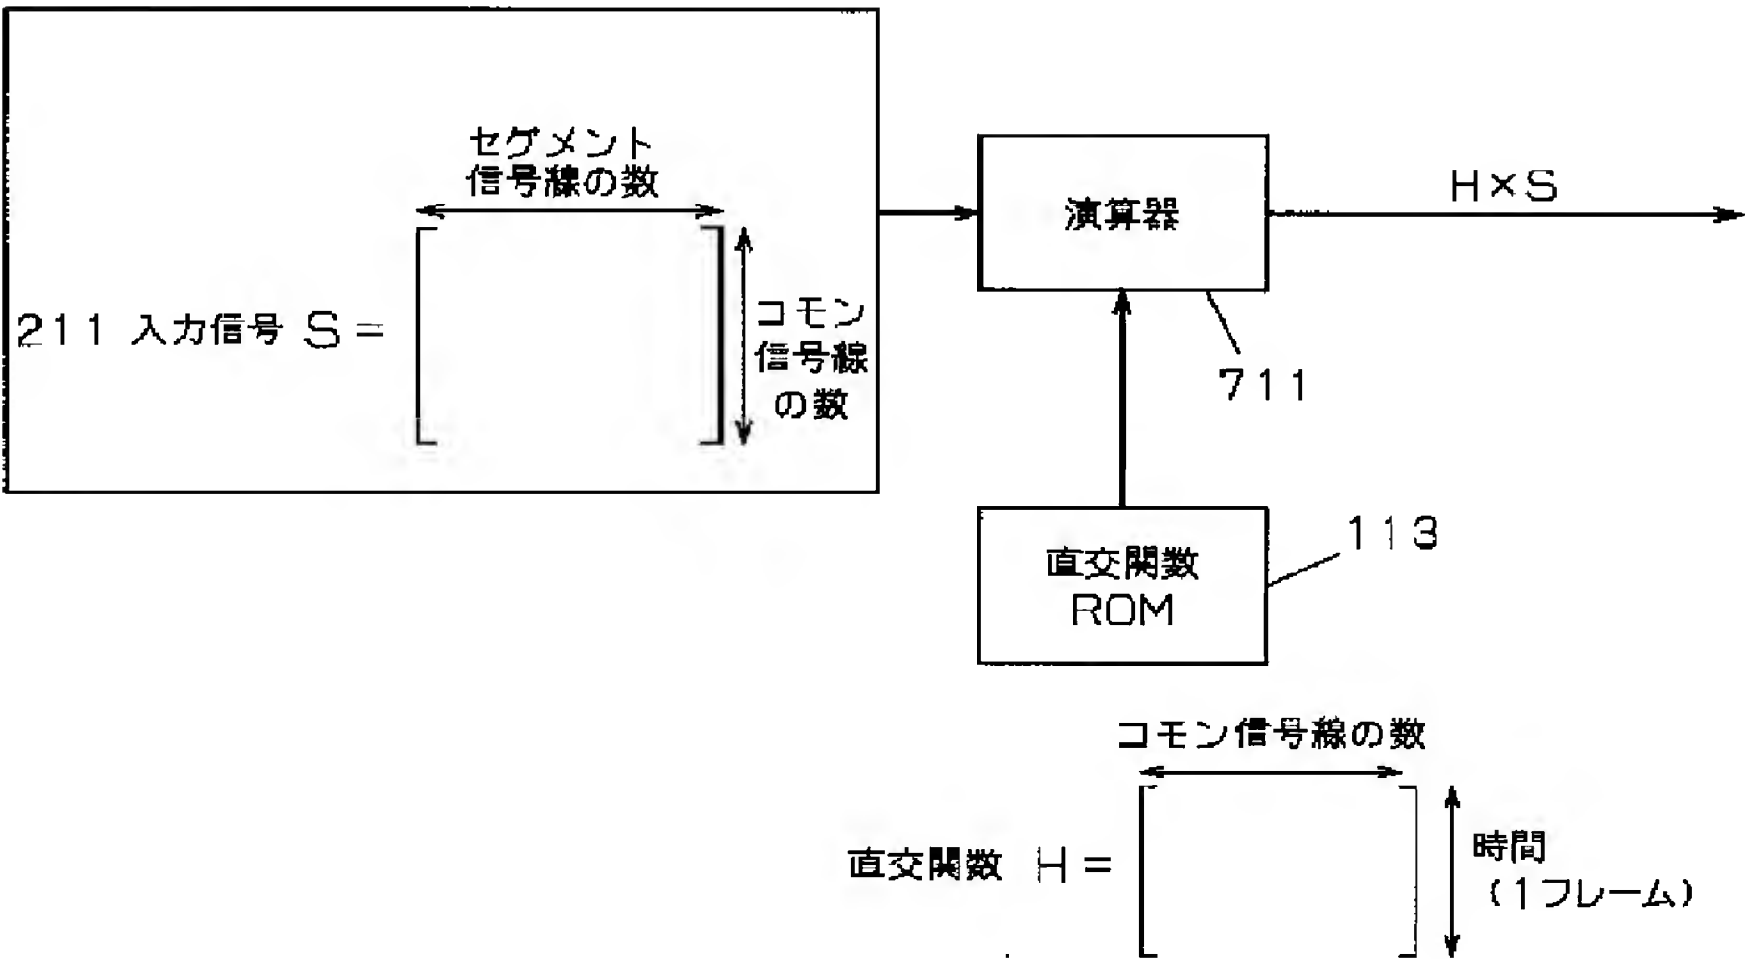 セグメント
信号線の数
211 入力信号 S=
コモン
信号線
の数
演算器
H×S
711
直交関数
ROM
113
コモン信号線の数
直交関数 H=
時間
(1フレーム)